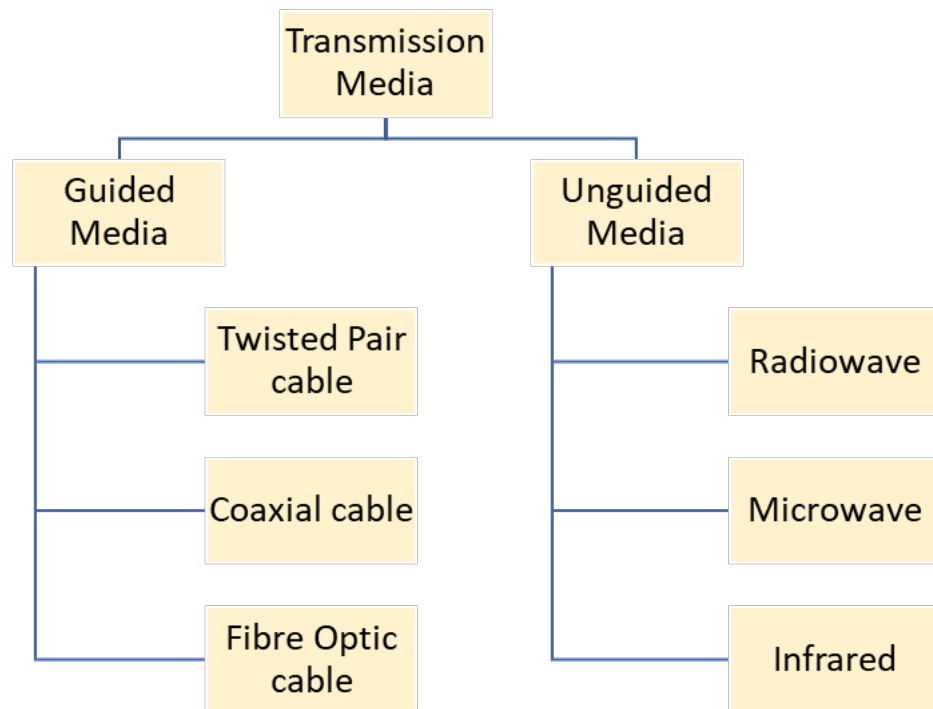 Transmission
Media
Guided
Media
Unguided
Media
Twisted Pair
cable
Radiowave
Coaxial cable
Microwave
Fibre Optic
cable
Infrared